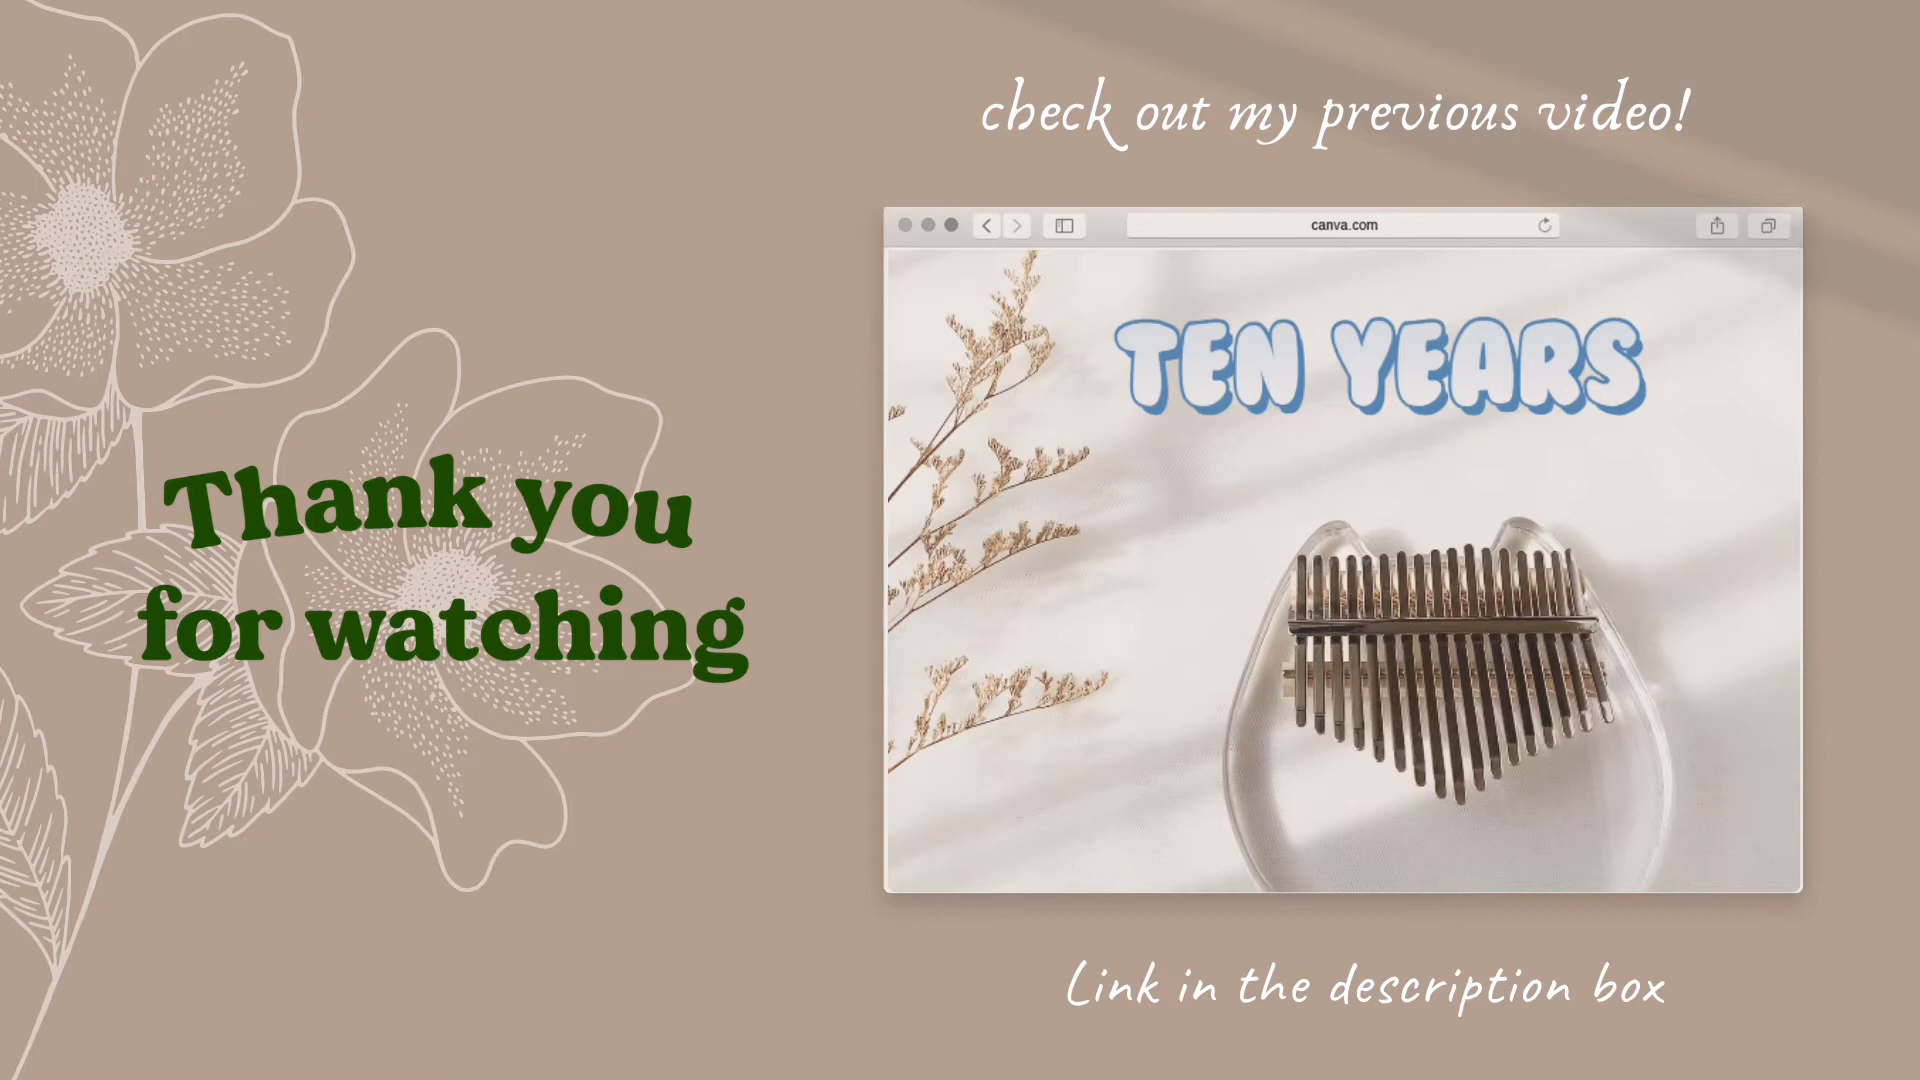 check out my previous video!
canva.com
TEN YEARS
Thank you
for watching
Link in the description box